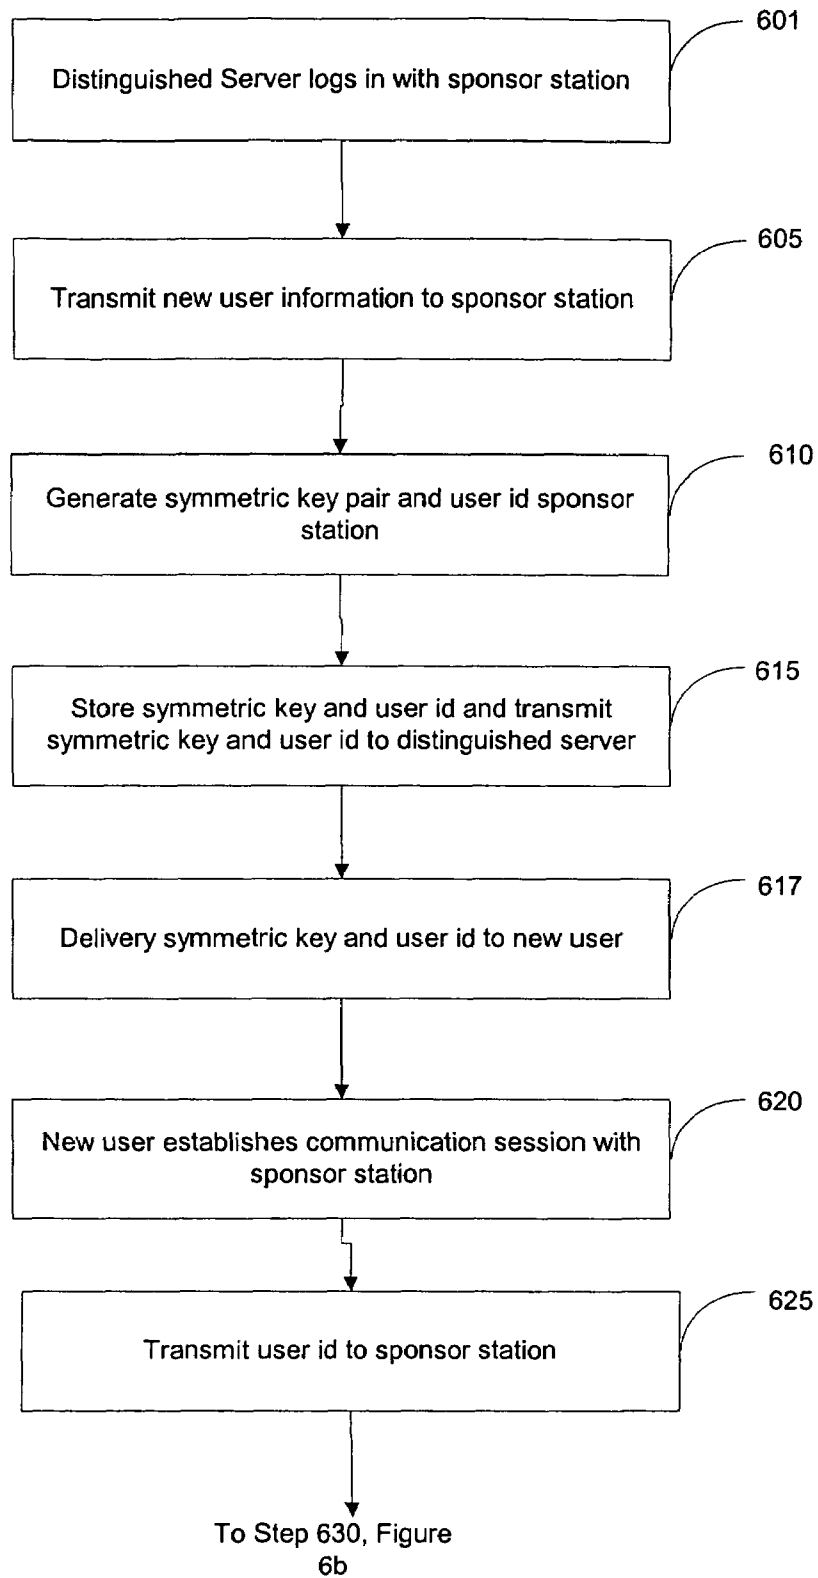 601
Distinguished Server logs in with sponsor station
605
Transmit new user information to sponsor station
610
Generate symmetric key pair and user id sponsor
station
615
Store symmetric key and user id and transmit
symmetric key and user id to distinguished server
617
Delivery symmetric key and user id to new user
620
New user establishes communication session with
sponsor station
625
Transmit user id to sponsor station
To Step 630, Figure
6b